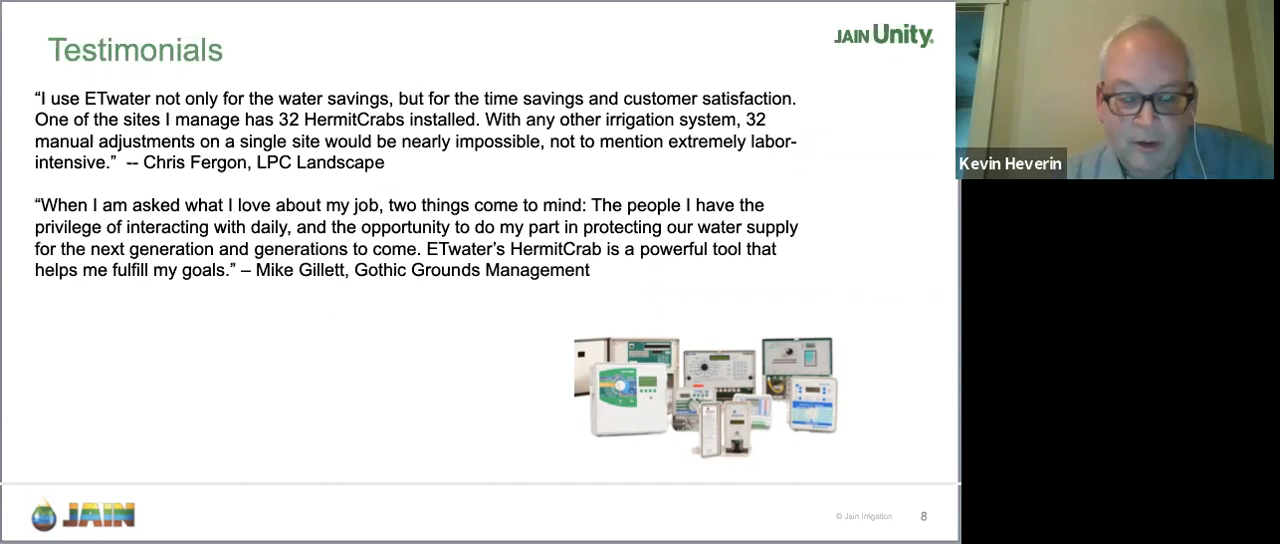 Testimonials
JAIN Unity.
“I use ETwater not only for the water savings, but for the time savings and customer satisfaction.
One of the sites I manage has 32 HermitCrabs installed. With any other irrigation system, 32
manual adjustments on a single site would be nearly impossible, not to mention extremely labor-
intensive.”  -- Chris Fergon, LPC Landscape
“When I am asked what I love about my job, two things come to mind: The people I have the
privilege of interacting with daily, and the opportunity to do my part in protecting our water supply
for the next generation and generations to come. ETwater’s HermitCrab is a powerful tool that
helps me fulfill my goals.” – Mike Gillett, Gothic Grounds Management
Kevin Heverin
JAIN
© Jain Irrigation
8